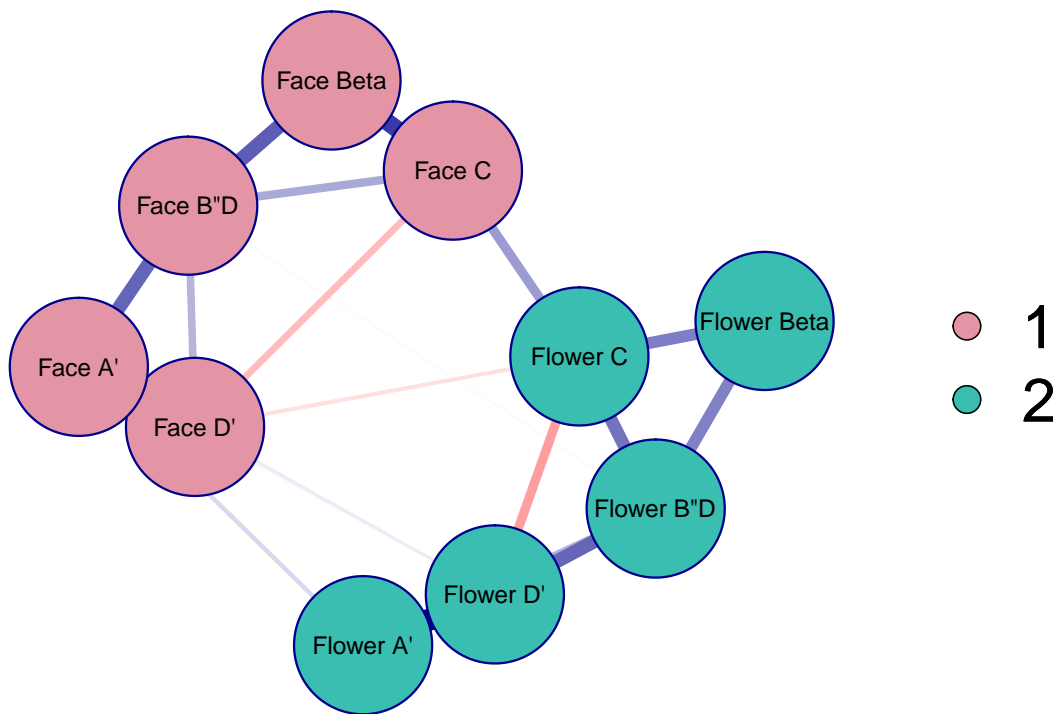 Face Beta
Face C
Face B"D
Face A'
Face D'
Flower Beta
Flower C
Flower B"D
Flower D'
Flower A'
1
2